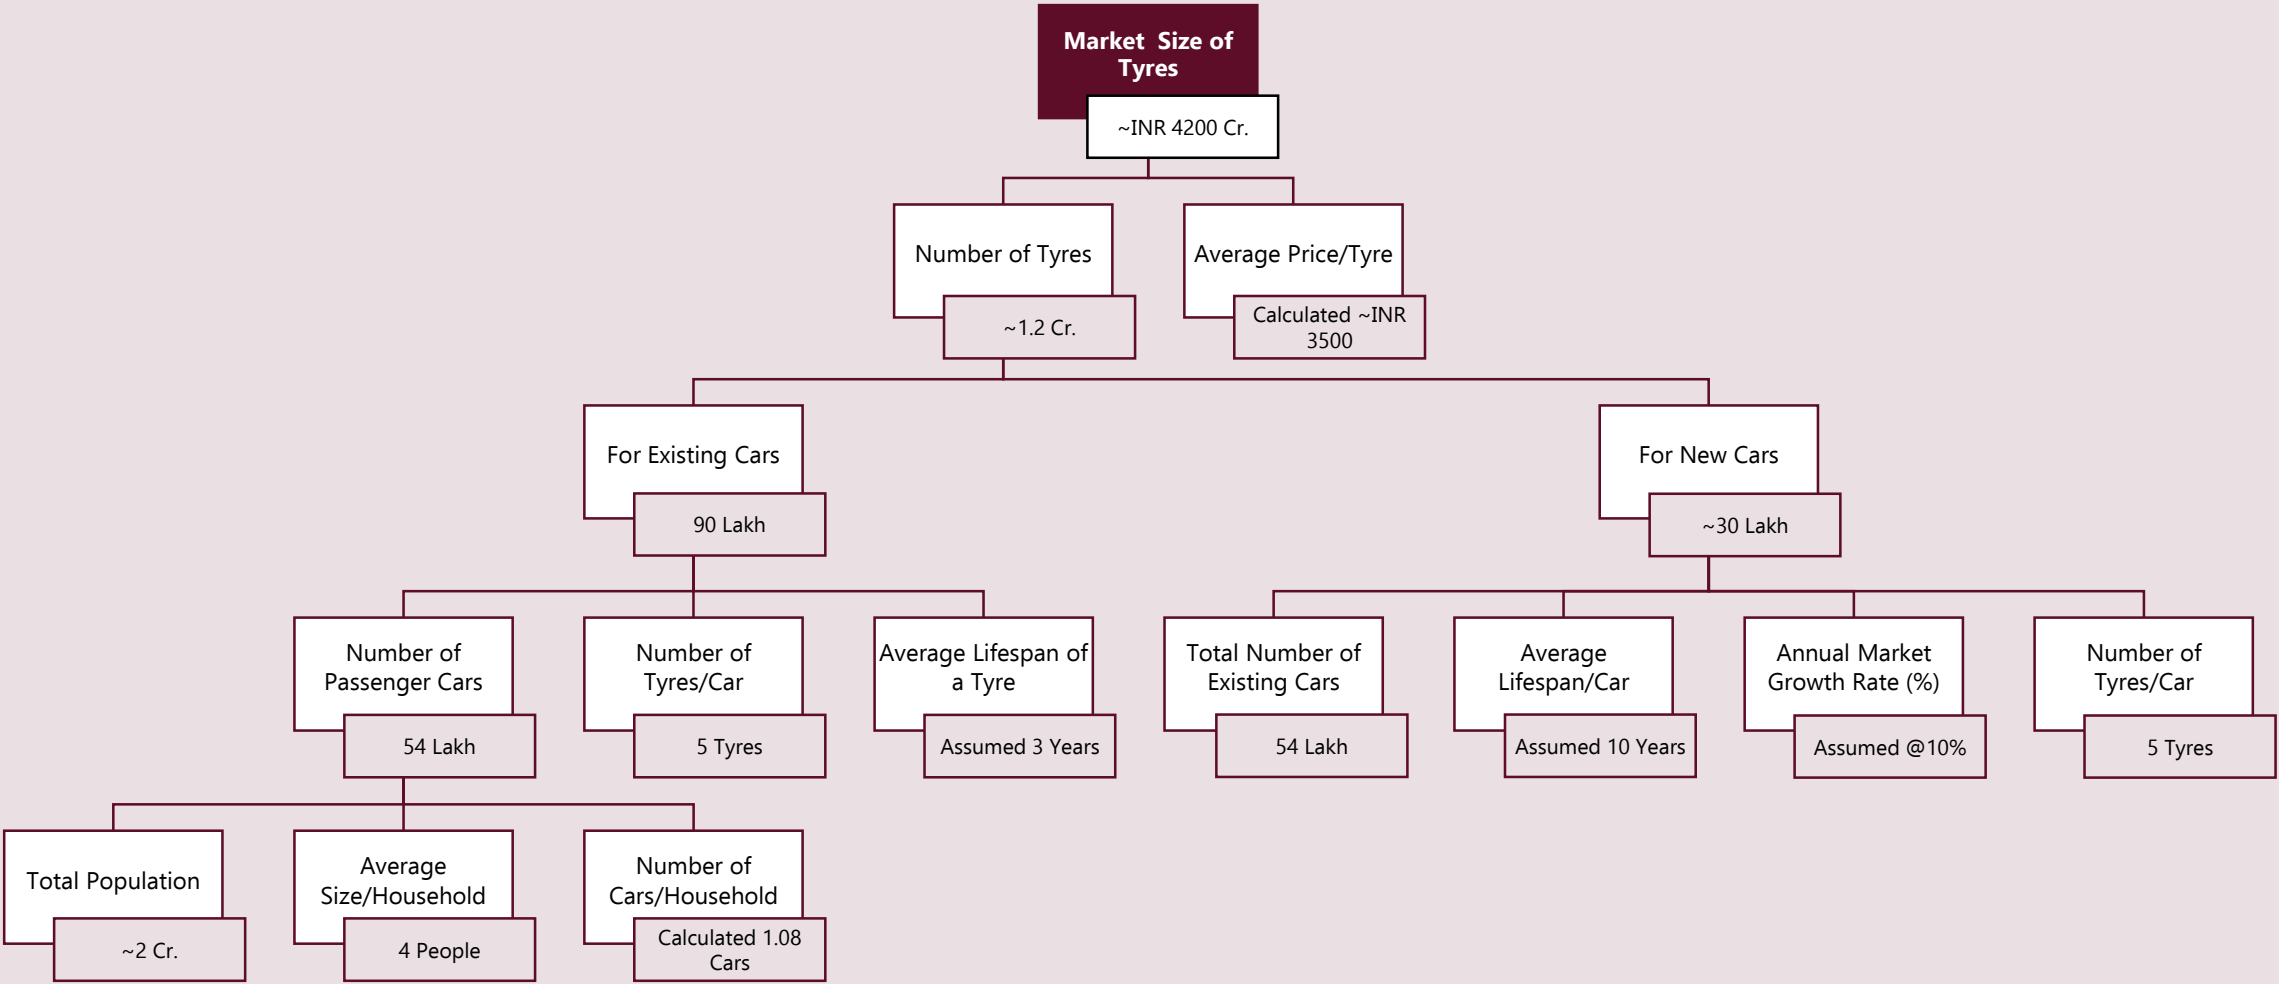 Market  Size of
Tyres
~INR 4200 Cr.
Number of Tyres
~1.2 Cr.
Average Price/Tyre
Calculated ~INR
3500
For Existing Cars
90 Lakh
For New Cars
~30 Lakh
Number of
Passenger Cars
54 Lakh
Number of
Tyres/Car
5 Tyres
Average Lifespan of
a Tyre
Assumed 3 Years
Total Number of
Existing Cars
54 Lakh
Average
Lifespan/Car
Assumed 10 Years
Annual Market
Growth Rate (%)
Assumed @10%
Number of
Tyres/Car
5 Tyres
Total Population
~2 Cr.
Average
Size/Household
4 People
Number of
Cars/Household
Calculated 1.08
Cars